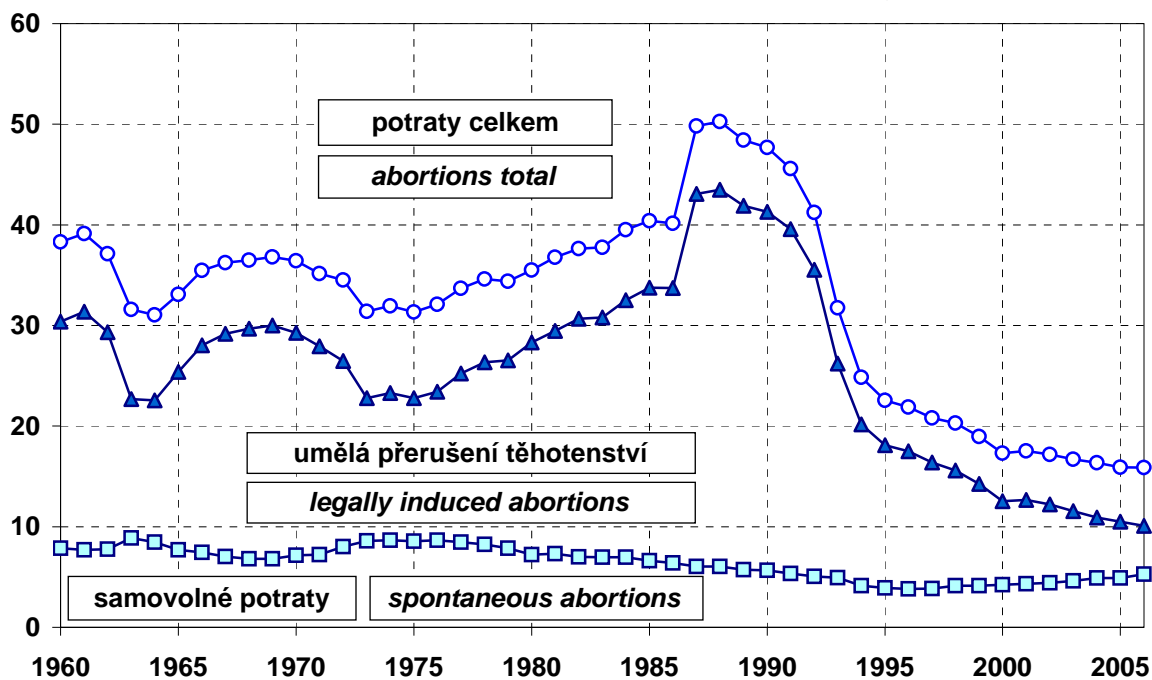 60
50
40
30
20
10
0
potraty celkem
abortions total
umělá přerušení těhotenství
legally induced abortions
samovolné potraty
spontaneous abortions
1960 1965 1970 1975 1980 1985 1990 1995 2000 2005